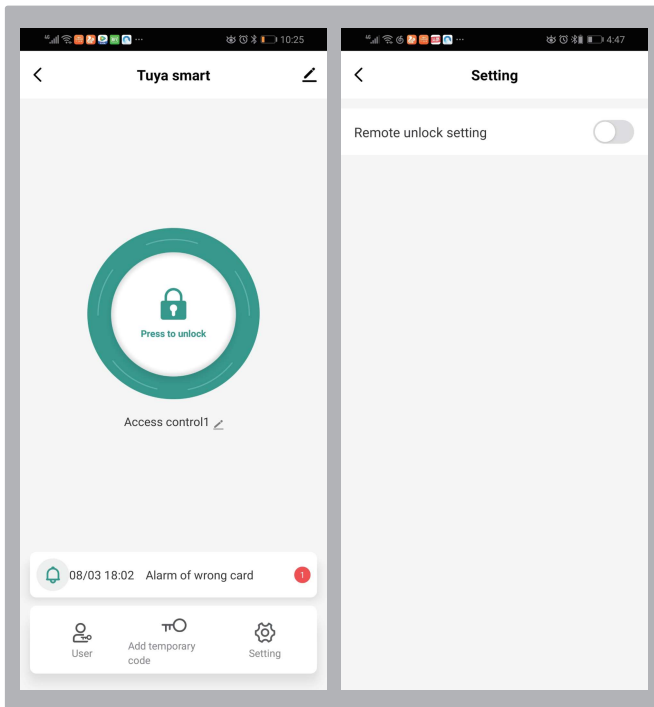 10:25
Tuya smart
Press to unlock
Access control1
08/03 18:02 Alarm of wrong card
1
User
Add temporary
code
Setting
4:47
Setting
Remote unlock setting